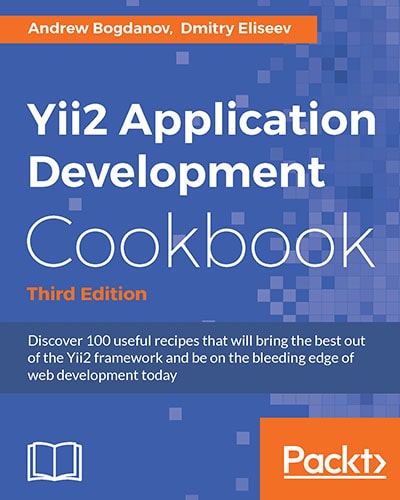 Andrew Bogdanov, Dmitry Eliseev
Yii2 Application
Development
Cookbook
Third Edition
Discover 100 useful recipes that will bring the best out
of the Yii2 framework and be on the bleeding edge of
web development today
Packt>